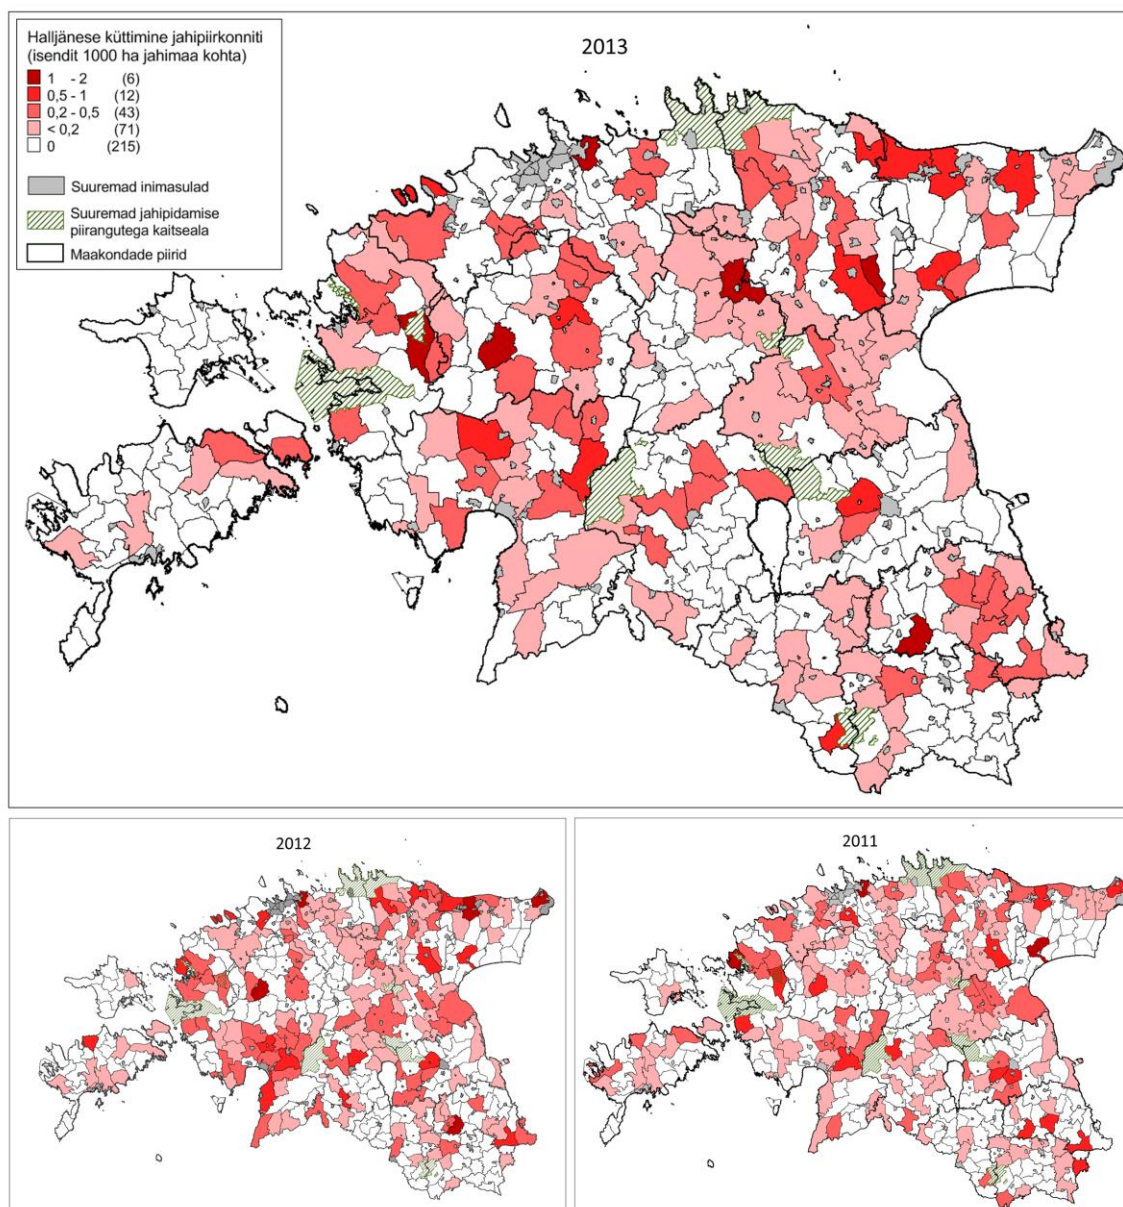 Halljänese küttimine jahipiirkonniti
(isendit 1000 ha jahimaa kohta)
1 - 2 (6)
0,5 - 1 (12)
0,2 - 0,5 (43)
< 0,2 (71)
0 (215)
Suuremad inimasulad
Suuremad jahipidamise
piirangutega kaitseala
Maakondade piirid
2013
2012
2011